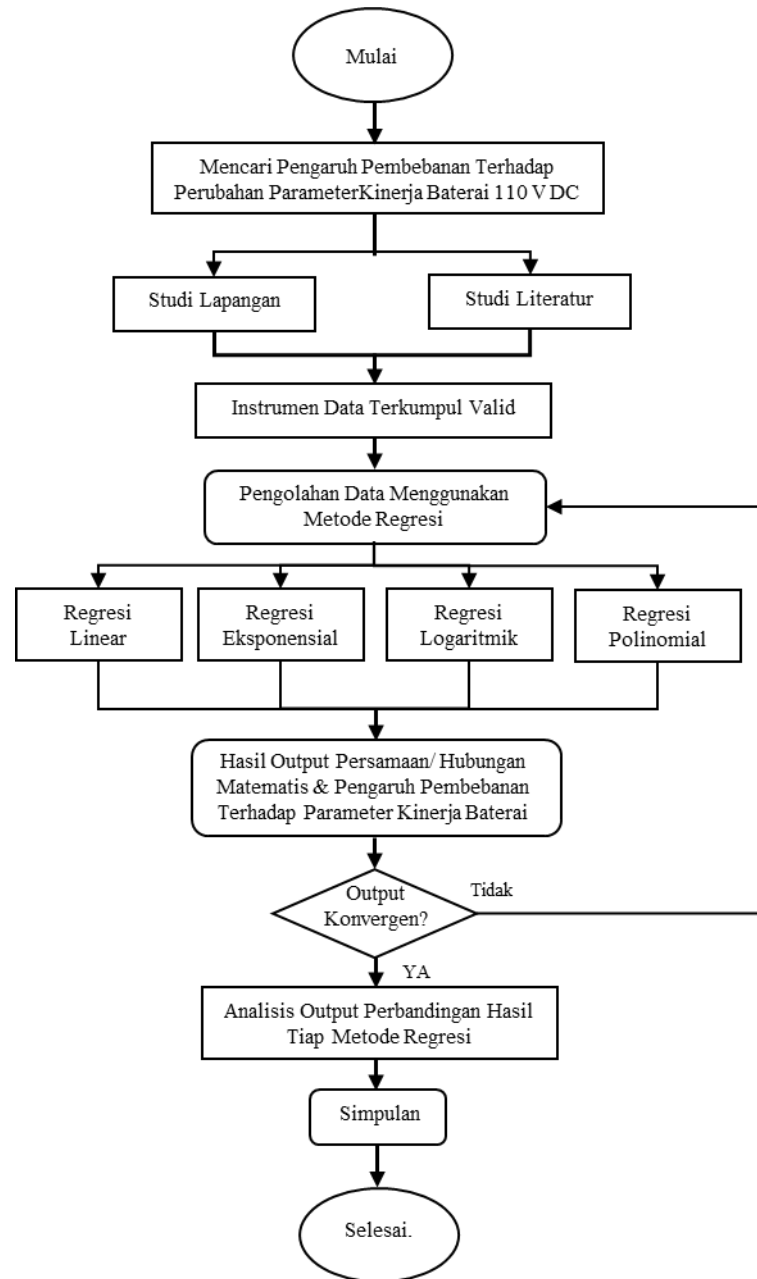 Mulai
Mencari Pengaruh Pembebanan Terhadap
Perubahan ParameterKinerja Baterai 110 V DC
Studi Lapangan
Studi Literatur
Instrumen Data Terkumpul Valid
Pengolahan Data Menggunakan
Metode Regresi
Regresi
Linear
Regresi
Eksponensial
Regresi
Logaritmik
Regresi
Polinomial
Hasil Output Persamaan/ Hubungan
Matematis & Pengaruh Pembebanan
Terhadap Parameter Kinerja Baterai
Output
Konvergen?
Tidak
YA
Analisis Output Perbandingan Hasil
Tiap Metode Regresi
Simpulan
Selesai.